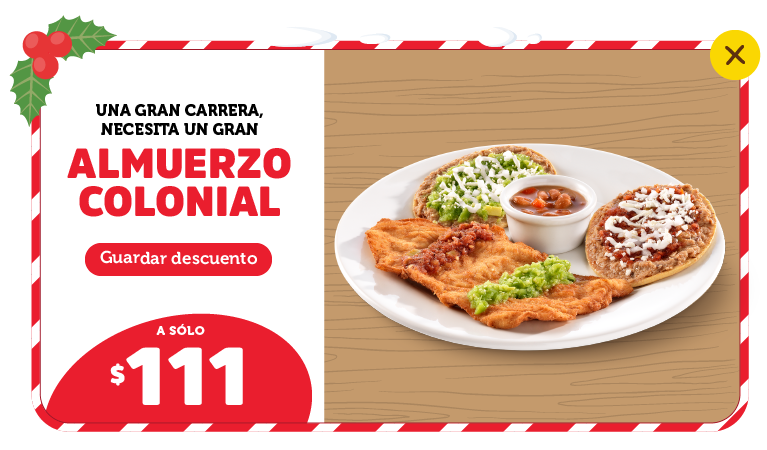 UNA GRAN CARRERA,
NECESITA UN GRAN
ALMUERZO
COLONIAL
Guardar descuento
A SÓLO
$111